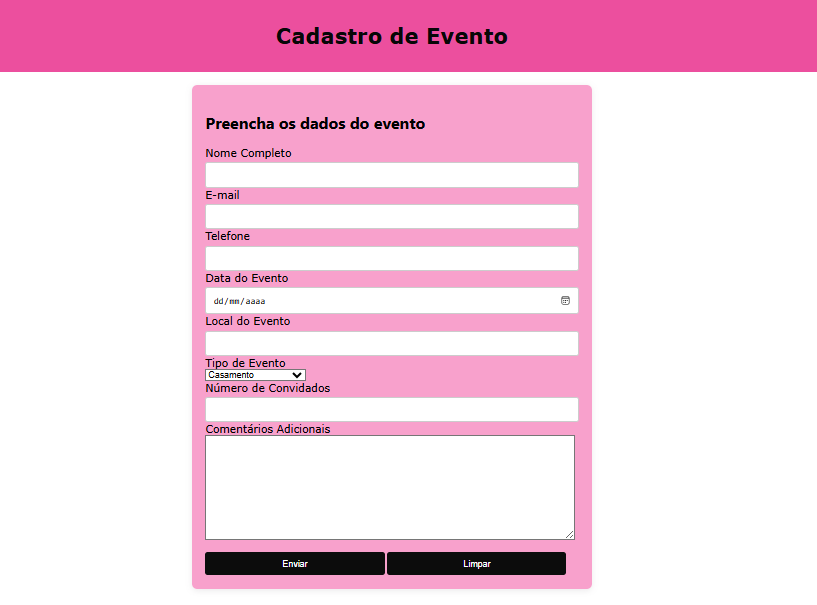 Cadastro de Evento
Preencha os dados do evento
Nome Completo
E-mail
Telefone
Data do Evento
dd/mm/aaaa
Local do Evento
Tipo de Evento
Casamento
Número de Convidados
Comentários Adicionais
Enviar Limpar